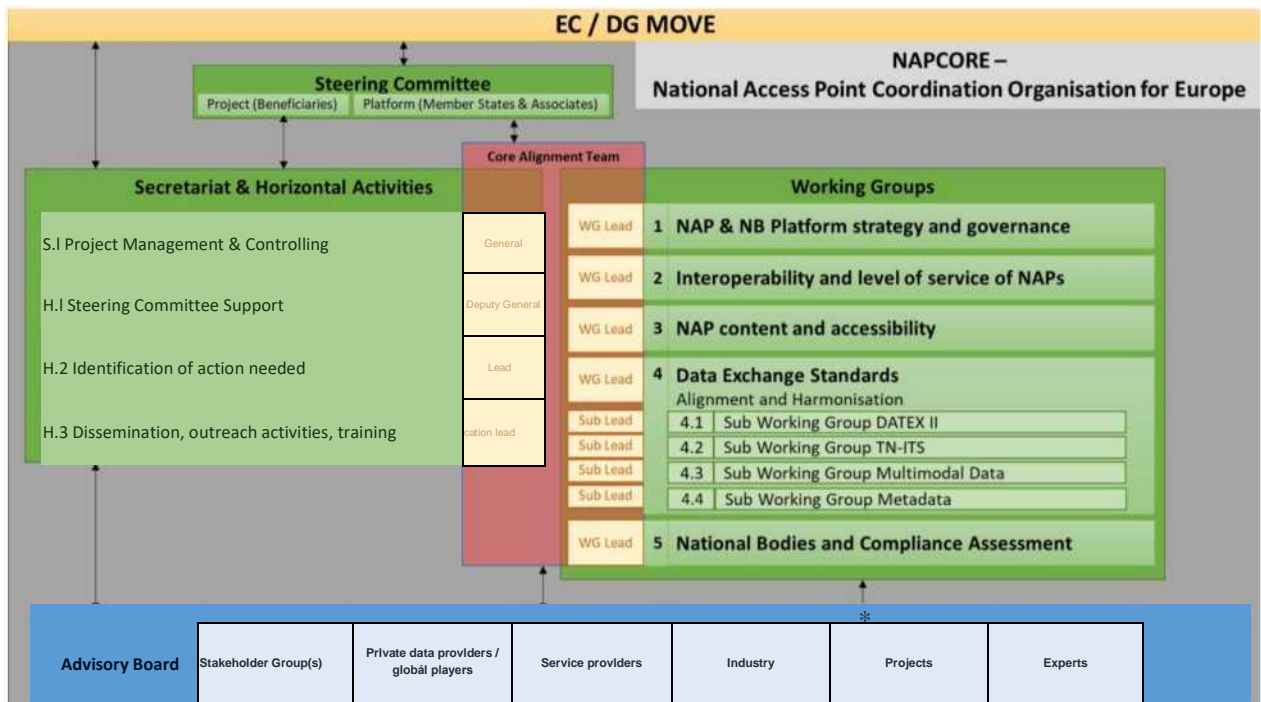 EC / DG MOVE
NAPCORE –
National Access Point Coordination Organisation for Europe
Steering Committee
Project (Beneficiaries)
Platform (Member States & Associates)
Core Alignment Team
Secretariat & Horizontal Activities
S.l Project Management & Controlling
General
H.l Steering Committee Support
Deputy General
H.2 Identification of action needed
Lead
H.3 Dissemination, outreach activities, training
cation lead
Working Groups
WG Lead
1 NAP & NB Platform strategy and governance
WG Lead
2 Interoperability and level of service of NAPs
WG Lead
3 NAP content and accessibility
WG Lead
4 Data Exchange Standards
Alignment and Harmonisation
Sub Lead
4.1 Sub Working Group DATEX II
Sub Lead
4.2 Sub Working Group TN-ITS
Sub Lead
4.3 Sub Working Group Multimodal Data
Sub Lead
4.4 Sub Working Group Metadata
WG Lead
5 National Bodies and Compliance Assessment
*
Advisory Board
Stakeholder Group(s)
Prlvate data provlders /
globál players
Service provlders
Industry
Projects
Experts